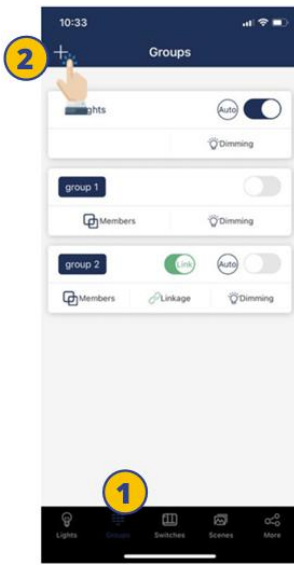 10:33
2
+ Groups
ghts Auto
Dimming
group 1
Members Dimming
group 2 Link Auto
Members Linkage Dimming
1
Lights Groups Switches Scenes More